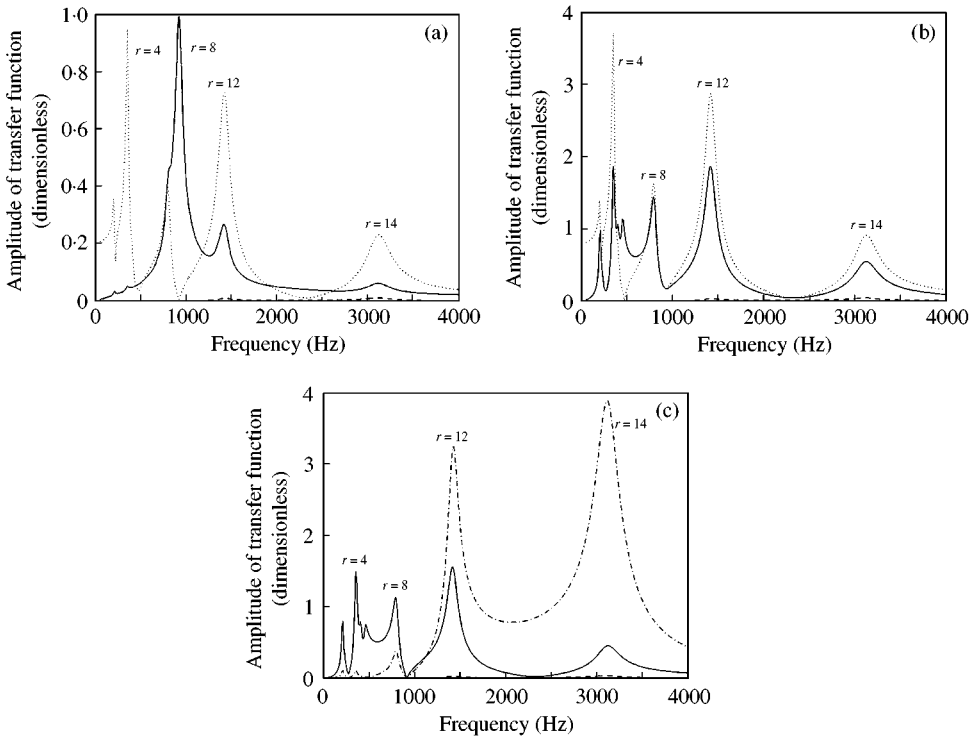 (a)
Amplitude of transfer function
(dimensionless)
1·0
0·8
0·6
0·4
0·2
0
r = 4
r = 8
r = 12
r = 14
0 1000 2000 3000 4000
Frequency (Hz)
(b)
Amplitude of transfer function
(dimensionless)
4
3
2
1
0
r = 4
r = 8
r = 12
r = 14
0 1000 2000 3000 4000
Frequency (Hz)
(c)
Amplitude of transfer function
(dimensionless)
4
3
2
1
0
r = 4
r = 8
r = 12
r = 14
0 1000 2000 3000 4000
Frequency (Hz)